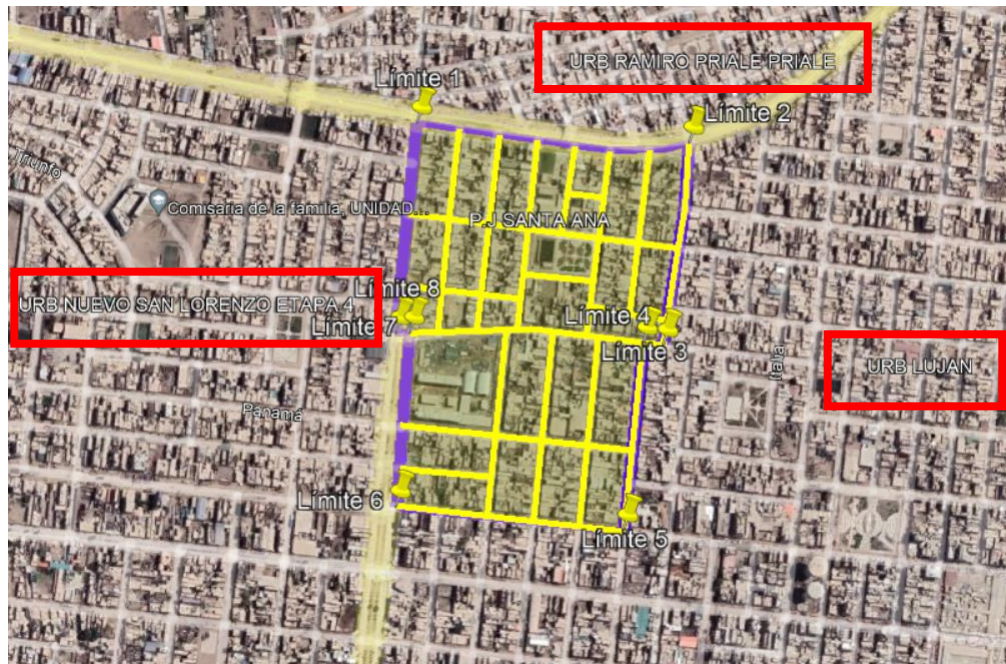 URB RAMIRO PRIALE PRIALE
Límite 1
Límite 2
Triunfo
Comisaria de la familia, UNIDAD...
P.J SANTA ANA
URB NUEVO SAN LORENZO ETAPA 4
Límite 8
Límite 7
Límite 4
Límite 3
Italia
URB LUJAN
Panamá
Límite 6
Límite 5